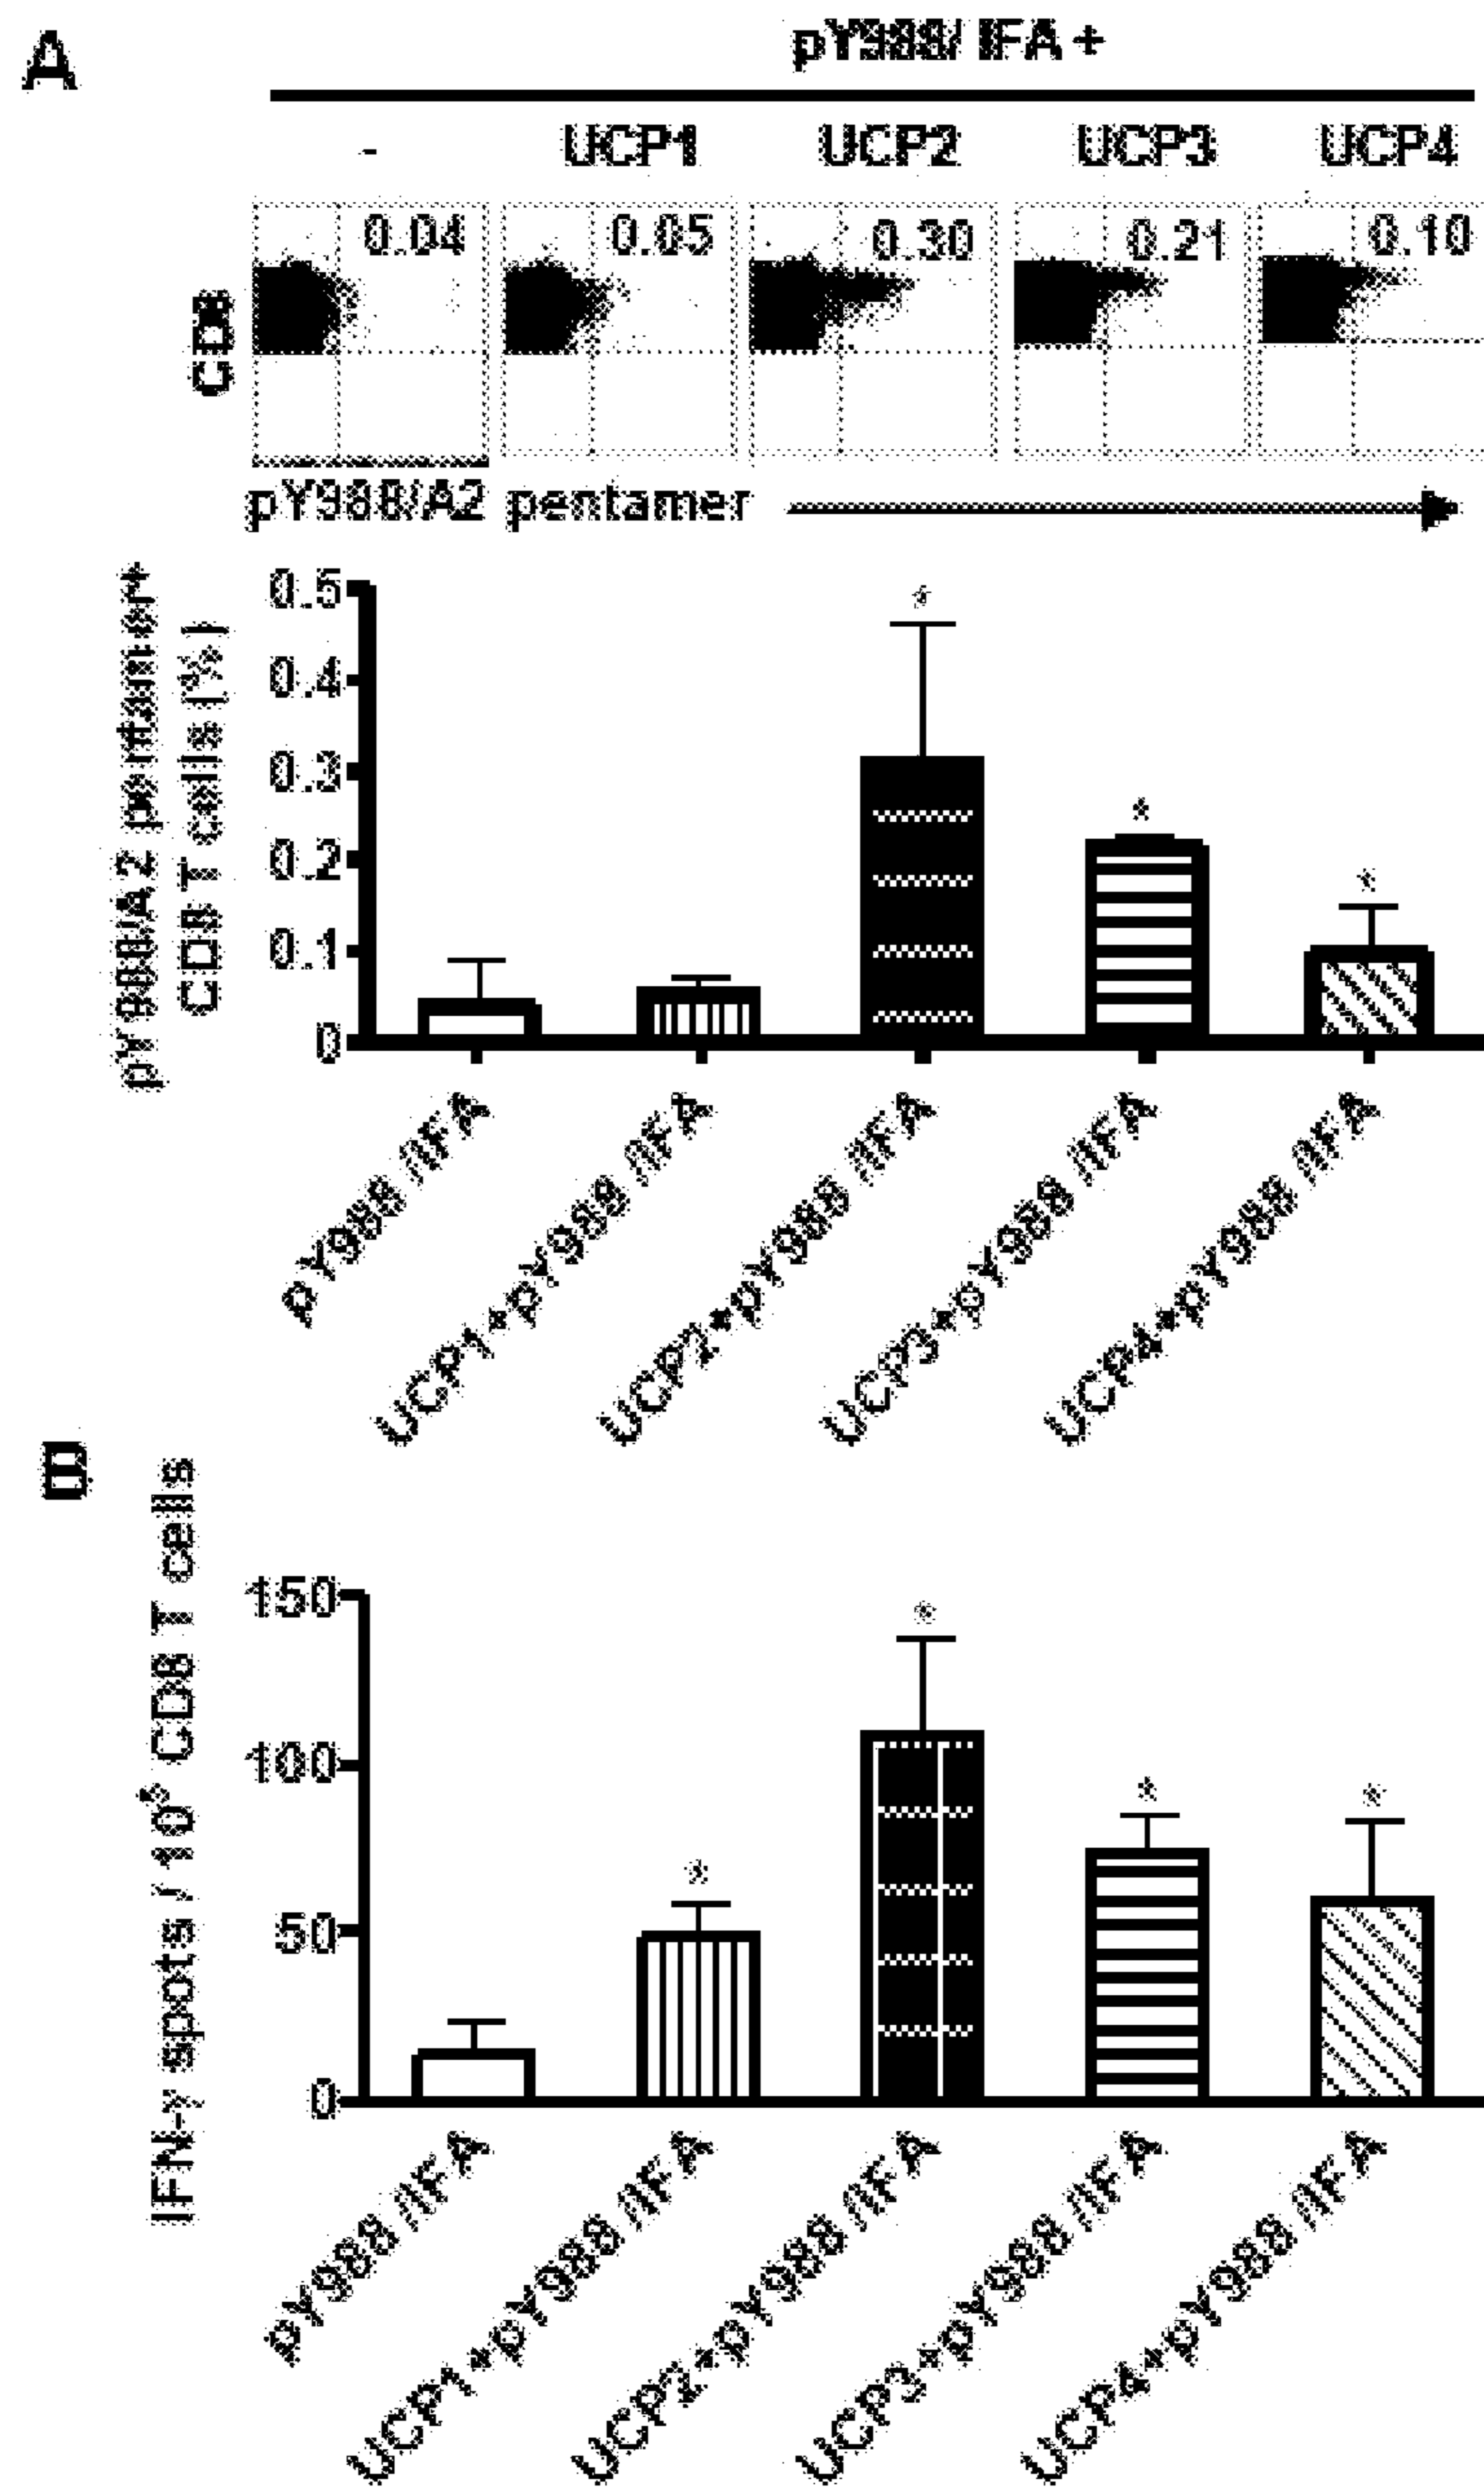 A
pY988/IFA+
- UCP1 UCP2 UCP3 UCP4
0.04 0.05 0.30 0.21 0.10
CD8
pY988/A2 pentamer
pY988/A2 pentamer+
CD8 T cells (%)
0.5
0.4
0.3
0.2
0.1
0
* * *
pY988 /IFA
UCP1+pY988 /IFA
UCP2+pY988 /IFA
UCP3+pY988 /IFA
UCP4+pY988 /IFA
B
IFN-γ spots / 10⁵ CD8 T cells
150
100
50
0
* * * *
pY988 /IFA
UCP1+pY988 /IFA
UCP2+pY988 /IFA
UCP3+pY988 /IFA
UCP4+pY988 /IFA